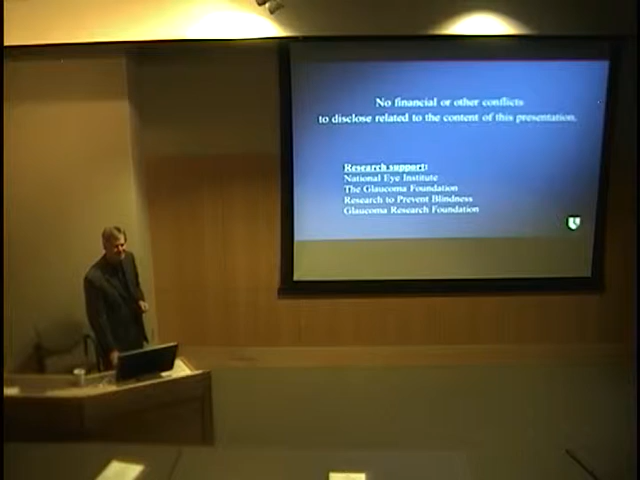 No financial or other conflicts
to disclose related to the content of this presentation.
Research support:
National Eye Institute
The Glaucoma Foundation
Research to Prevent Blindness
Glaucoma Research Foundation